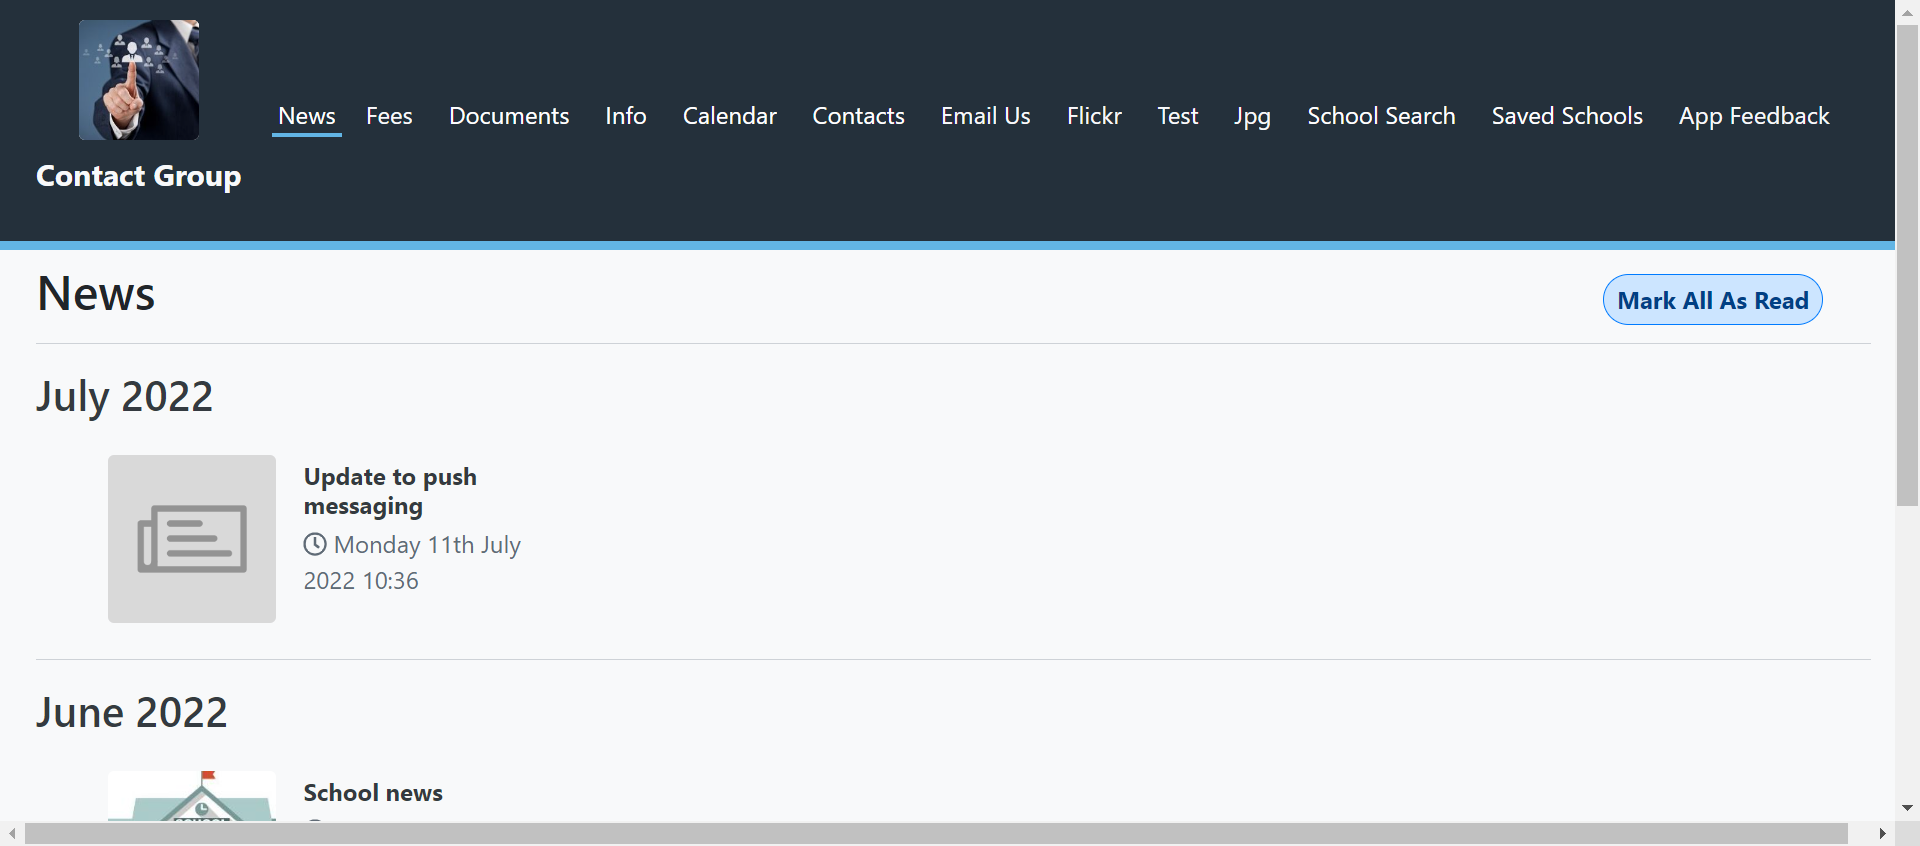 News Fees Documents Info Calendar Contacts Email Us Flickr Test Jpg School Search Saved Schools App Feedback
Contact Group
News
Mark All As Read
July 2022
Update to push
messaging
Monday 11th July
2022 10:36
June 2022
School news